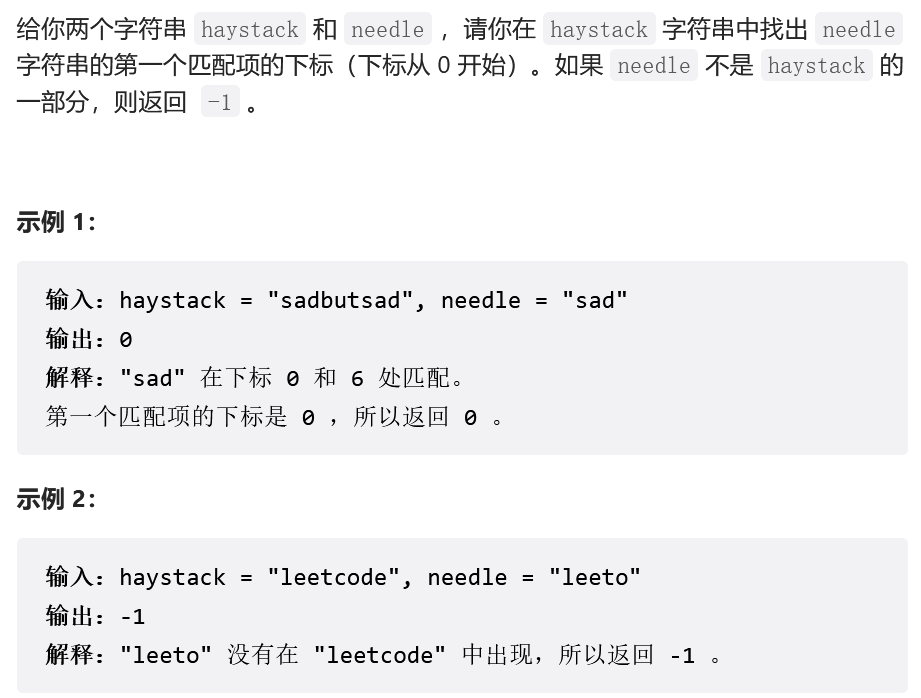 给你两个字符串 haystack 和 needle ，请你在 haystack 字符串中找出 needle
字符串的第一个匹配项的下标（下标从 0 开始）。如果 needle 不是 haystack 的
一部分，则返回 -1 。
示例 1：
输入：haystack = "sadbutsad", needle = "sad"
输出：0
解释："sad" 在下标 0 和 6 处匹配。
第一个匹配项的下标是 0 ，所以返回 0 。
示例 2：
输入：haystack = "leetcode", needle = "leeto"
输出：-1
解释："leeto" 没有在 "leetcode" 中出现，所以返回 -1 。